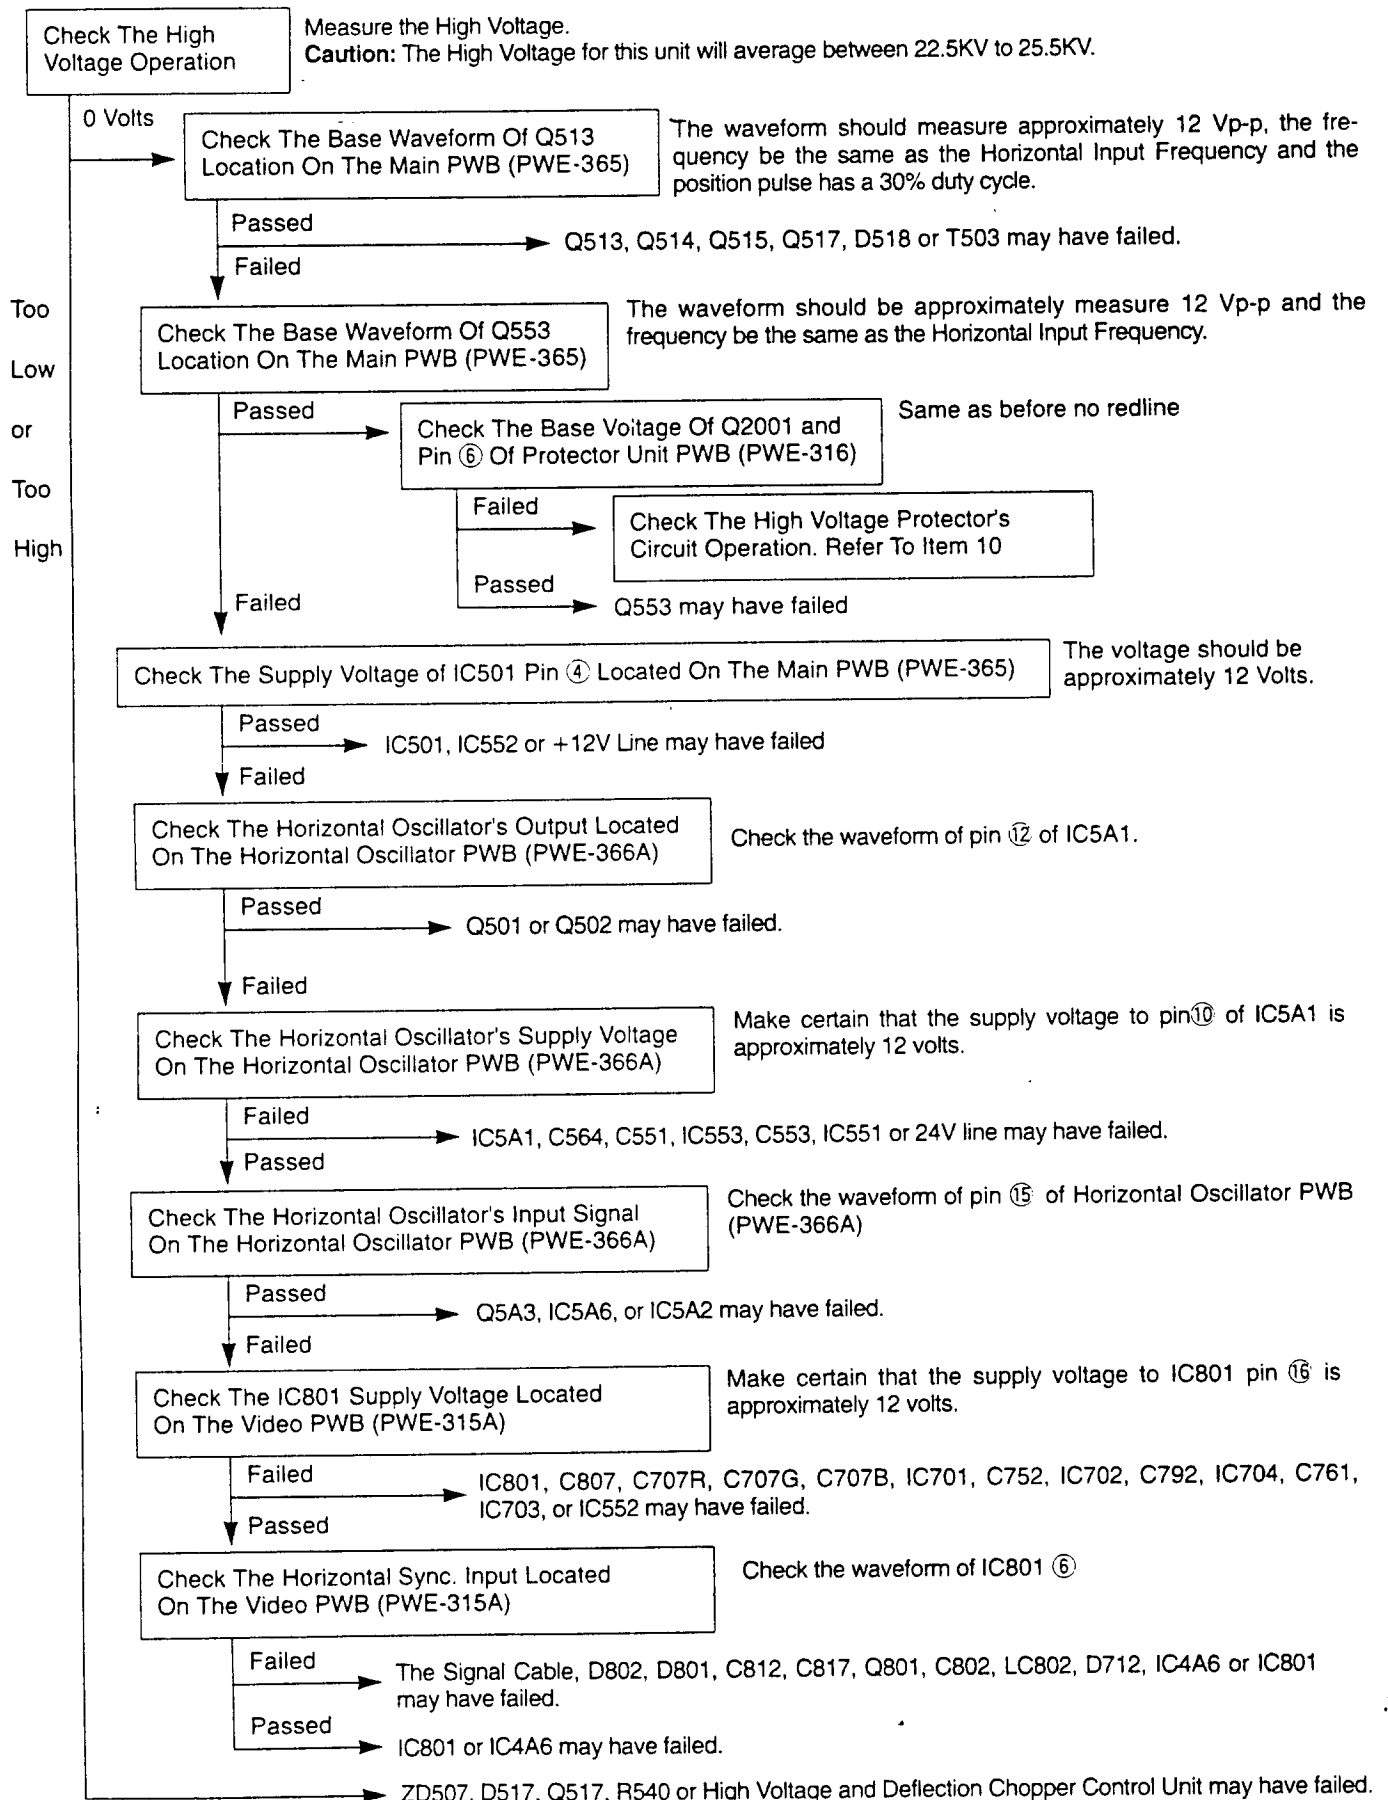 Check The High
Voltage Operation
Measure the High Voltage.
Caution: The High Voltage for this unit will average between 22.5KV to 25.5KV.
0 Volts
Check The Base Waveform Of Q513
Location On The Main PWB (PWE-365)
The waveform should measure approximately 12 Vp-p, the fre-
quency be the same as the Horizontal Input Frequency and the
position pulse has a 30% duty cycle.
Passed
Q513, Q514, Q515, Q517, D518 or T503 may have failed.
Failed
Too
Low
or
Too
High
Check The Base Waveform Of Q553
Location On The Main PWB (PWE-365)
The waveform should be approximately measure 12 Vp-p and the
frequency be the same as the Horizontal Input Frequency.
Passed
Check The Base Voltage Of Q2001 and
Pin ⑥ Of Protector Unit PWB (PWE-316)
Same as before no redline
Failed
Check The High Voltage Protector's
Circuit Operation. Refer To Item 10
Passed
Q553 may have failed
Failed
Check The Supply Voltage of IC501 Pin ④ Located On The Main PWB (PWE-365)
The voltage should be
approximately 12 Volts.
Passed
IC501, IC552 or +12V Line may have failed
Failed
Check The Horizontal Oscillator's Output Located
On The Horizontal Oscillator PWB (PWE-366A)
Check the waveform of pin ⑫ of IC5A1.
Passed
Q501 or Q502 may have failed.
Failed
Check The Horizontal Oscillator's Supply Voltage
On The Horizontal Oscillator PWB (PWE-366A)
Make certain that the supply voltage to pin⑩ of IC5A1 is
approximately 12 volts.
Failed
IC5A1, C564, C551, IC553, C553, IC551 or 24V line may have failed.
Passed
Check The Horizontal Oscillator's Input Signal
On The Horizontal Oscillator PWB (PWE-366A)
Check the waveform of pin ⑮ of Horizontal Oscillator PWB
(PWE-366A)
Passed
Q5A3, IC5A6, or IC5A2 may have failed.
Failed
Check The IC801 Supply Voltage Located
On The Video PWB (PWE-315A)
Make certain that the supply voltage to IC801 pin ⑯ is
approximately 12 volts.
Failed
IC801, C807, C707R, C707G, C707B, IC701, C752, IC702, C792, IC704, C761,
IC703, or IC552 may have failed.
Passed
Check The Horizontal Sync. Input Located
On The Video PWB (PWE-315A)
Check the waveform of IC801 ⑥
Failed
The Signal Cable, D802, D801, C812, C817, Q801, C802, LC802, D712, IC4A6 or IC801
may have failed.
Passed
IC801 or IC4A6 may have failed.
ZD507, D517, Q517, R540 or High Voltage and Deflection Chopper Control Unit may have failed.